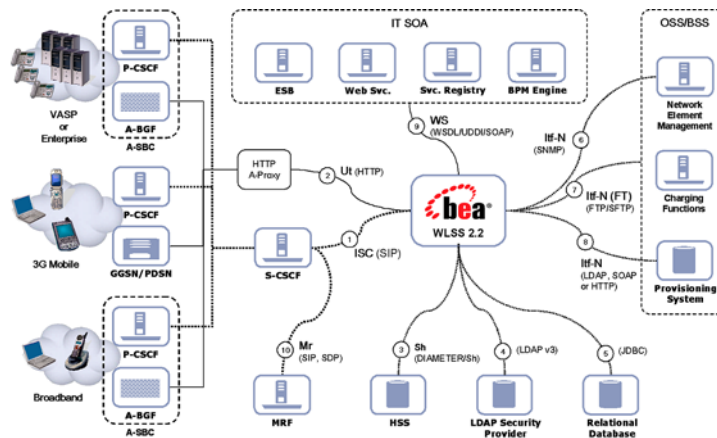 IT SOA
ESB
Web Svc.
Svc. Registry
BPM Engine
OSS/BSS
Network
Element
Management
Charging
Functions
Provisioning
System
P-CSCF
A-BGF
A-SBC
VASP
or
Enterprise
P-CSCF
GGSN/PDSN
3G Mobile
P-CSCF
A-BGF
A-SBC
Broadband
HTTP
A-Proxy
2
Ut (HTTP)
9
WS
(WSDL/UDDI/SOAP)
6
Itf-N
(SNMP)
7
Itf-N (FT)
(FTP/SFTP)
8
Itf-N
(LDAP, SOAP
or HTTP)
bea
WLSS 2.2
1
ISC (SIP)
S-CSCF
10
Mr
(SIP, SDP)
MRF
3
Sh
(DIAMETER/Sh)
HSS
4
(LDAP v3)
LDAP Security
Provider
5
(JDBC)
Relational
Database